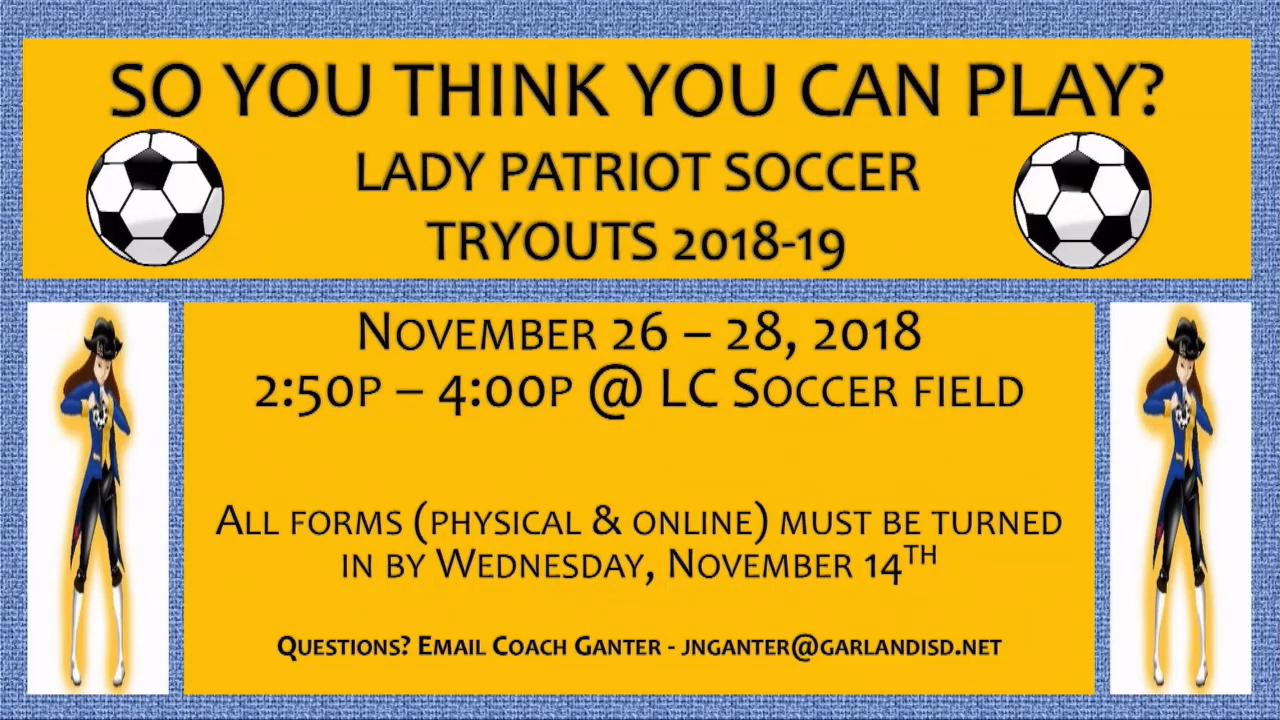 SO YOU THINK YOU CAN PLAY?
LADY PATRIOT SOCCER
TRYOUTS 2018-19
NOVEMBER 26 – 28, 2018
2:50P – 4:00P @ LC SOCCER FIELD
ALL FORMS (PHYSICAL & ONLINE) MUST BE TURNED
IN BY WEDNESDAY, NOVEMBER 14TH
QUESTIONS? EMAIL COACH GANTER - JNGANTER@GARLANDISD.NET